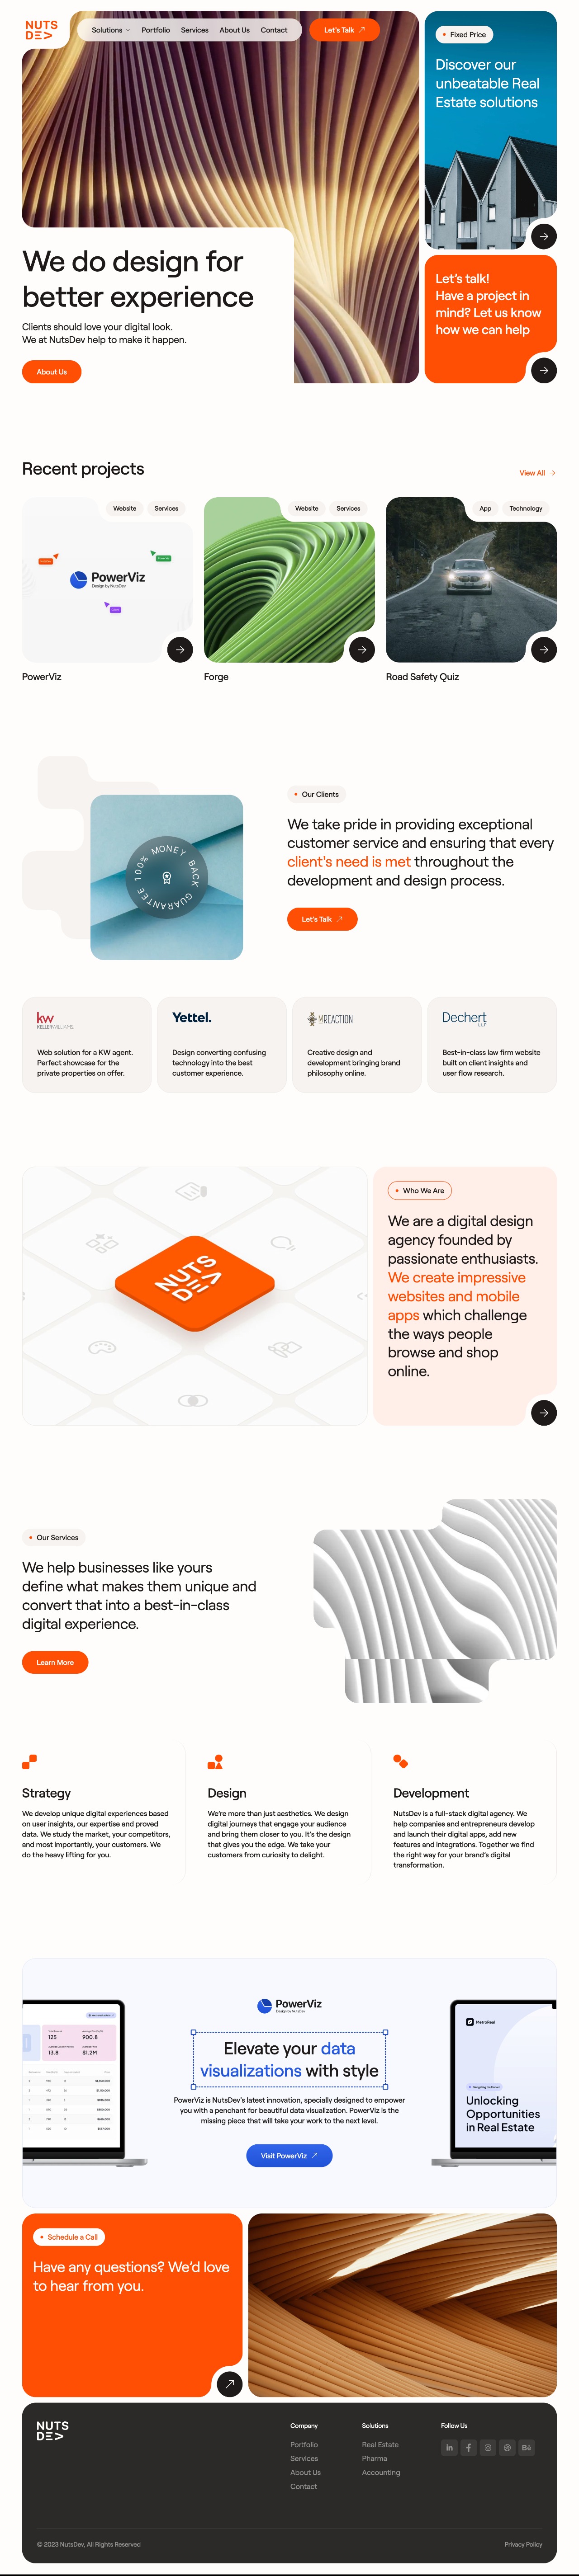 NUTS
DEV
Solutions
Portfolio
Services
About Us
Contact
Let's Talk
Fixed Price
Discover our
unbeatable Real
Estate solutions
We do design for
better experience
Clients should love your digital look.
We at NutsDev help to make it happen.
About Us
Let's talk!
Have a project in
mind? Let us know
how we can help
Recent projects
View All
Website
Services
PowerViz
Design by NutsDev
PowerViz
Website
Services
Forge
App
Technology
Road Safety Quiz
100% MONEY BACK GUARANTEE
Our Clients
We take pride in providing exceptional
customer service and ensuring that every
client's need is met throughout the
development and design process.
Let's Talk
kw
KELLERWILLIAMS
Web solution for a KW agent.
Perfect showcase for the
private properties on offer.
Yettel.
Design converting confusing
technology into the best
customer experience.
MREACTION
Creative design and
development bringing brand
philosophy online.
Dechert
LLP
Best-in-class law firm website
built on client insights and
user flow research.
NUTS
DEV
Who We Are
We are a digital design
agency founded by
passionate enthusiasts.
We create impressive
websites and mobile
apps which challenge
the ways people
browse and shop
online.
Our Services
We help businesses like yours
define what makes them unique and
convert that into a best-in-class
digital experience.
Learn More
Strategy
We develop unique digital experiences based
on user insights, our expertise and proved
data. We study the market, your competitors,
and most importantly, your customers. We
do the heavy lifting for you.
Design
We're more than just aesthetics. We design
digital journeys that engage your audience
and bring them closer to you. It's the design
that gives you the edge. We take your
customers from curiosity to delight.
Development
NutsDev is a full-stack digital agency. We
help companies and entrepreneurs develop
and launch their digital apps, add new
features and integrations. Together we find
the right way for your brand's digital
transformation.
125
900.8
13.8
$1.2M
PowerViz
Design by NutsDev
Elevate your data
visualizations with style
PowerViz is NutsDev's latest innovation, specially designed to empower
you with a penchant for beautiful data visualization. PowerViz is the
missing piece that will take your work to the next level.
Visit PowerViz
MetroReal
Unlocking
Opportunities
in Real Estate
Schedule a Call
Have any questions? We'd love
to hear from you.
NUTS
DEV
Company
Portfolio
Services
About Us
Contact
Solutions
Real Estate
Pharma
Accounting
Follow Us
in
f
Bē
© 2023 NutsDev, All Rights Reserved
Privacy Policy